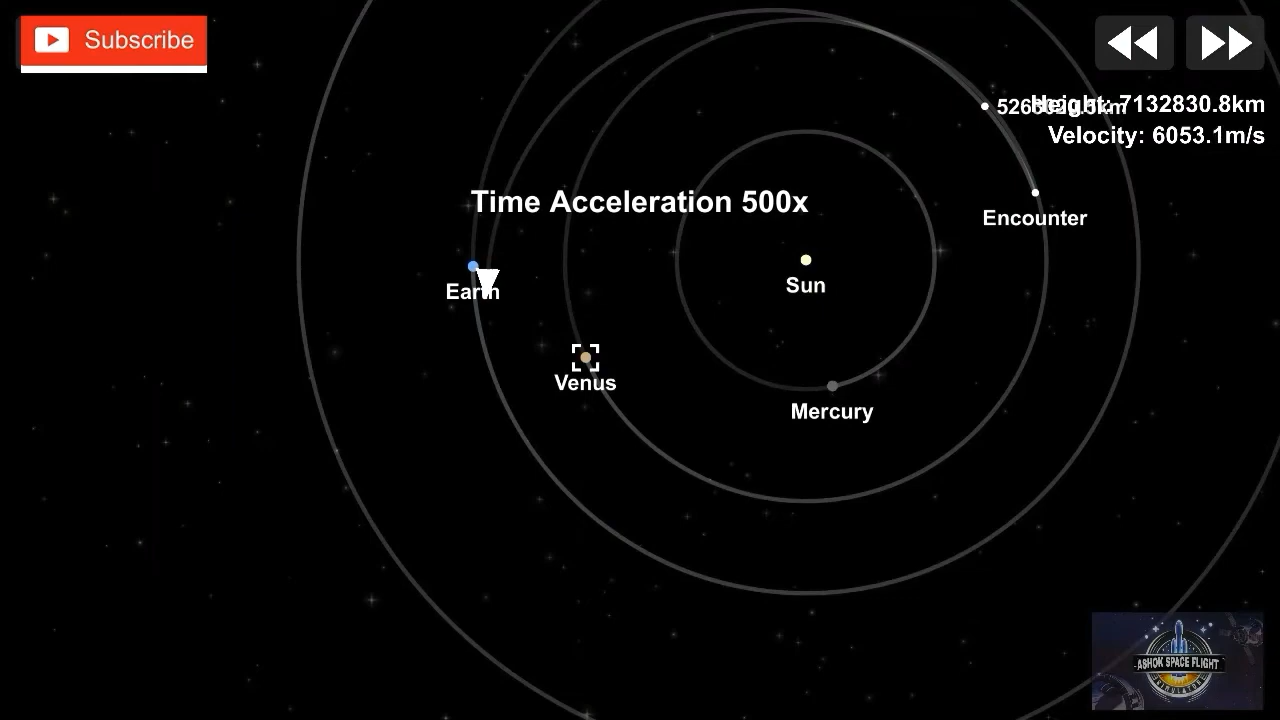 Subscribe
Height: 7132830.8km
Velocity: 6053.1m/s
Time Acceleration 500x
Encounter
Sun
Earth
Venus
Mercury
ASHOK SPACE FLIGHT